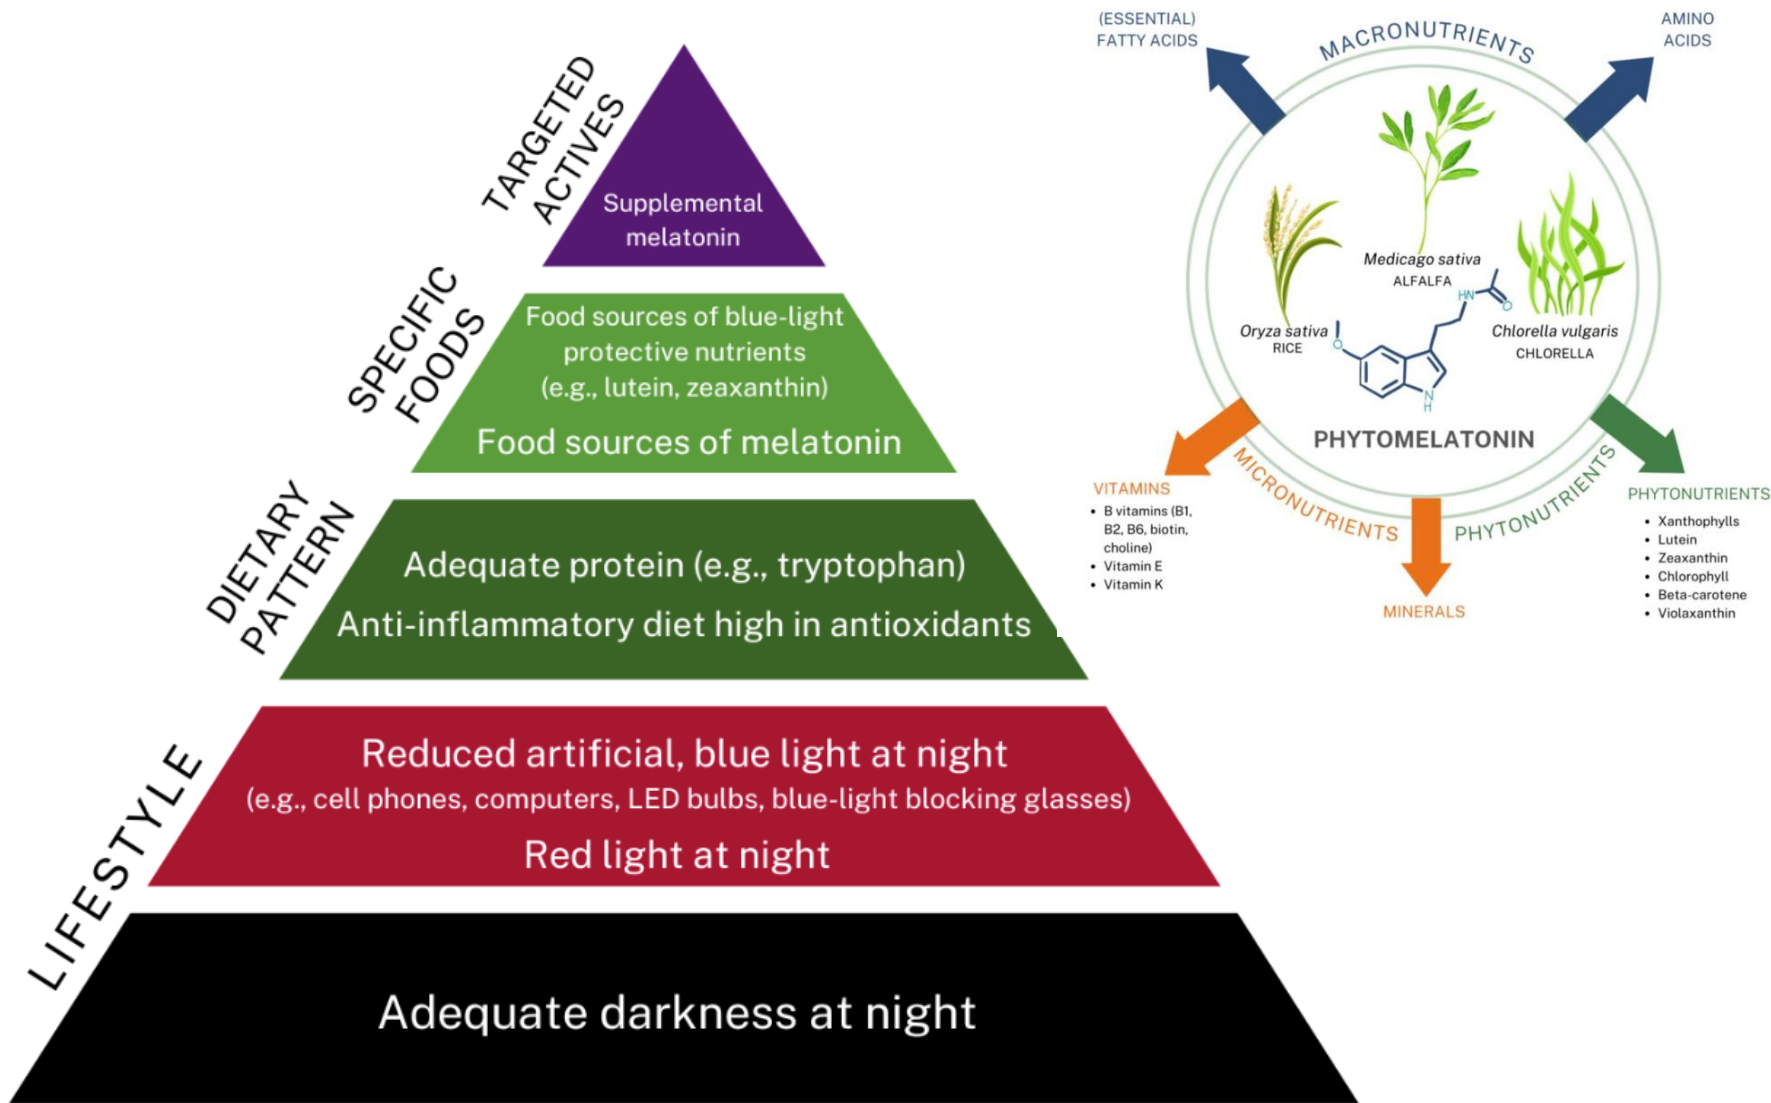 TARGETED
ACTIVES
Supplemental
melatonin
SPECIFIC
FOODS
Food sources of blue-light
protective nutrients
(e.g., lutein, zeaxanthin)
Food sources of melatonin
DIETARY
PATTERN
Adequate protein (e.g., tryptophan)
Anti-inflammatory diet high in antioxidants
LIFESTYLE
Reduced artificial, blue light at night
(e.g., cell phones, computers, LED bulbs, blue-light blocking glasses)
Red light at night
Adequate darkness at night
(ESSENTIAL)
FATTY ACIDS
MACRONUTRIENTS
AMINO
ACIDS
Medicago sativa
ALFALFA
Oryza sativa
RICE
Chlorella vulgaris
CHLORELLA
HN
O
O
N
H
PHYTOMELATONIN
MICRONUTRIENTS
PHYTONUTRIENTS
VITAMINS
• B vitamins (B1,
B2, B6, biotin,
choline)
• Vitamin E
• Vitamin K
MINERALS
PHYTONUTRIENTS
• Xanthophylls
• Lutein
• Zeaxanthin
• Chlorophyll
• Beta-carotene
• Violaxanthin